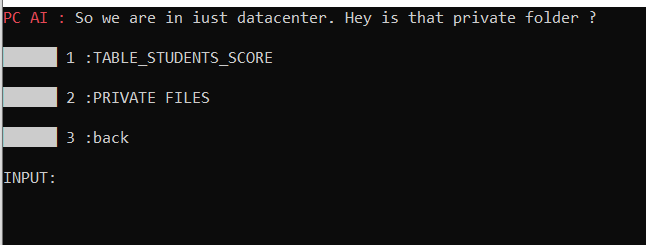 PC AI : So we are in iust datacenter. Hey is that private folder ?
1 :TABLE_STUDENTS_SCORE
2 :PRIVATE FILES
3 :back
INPUT: